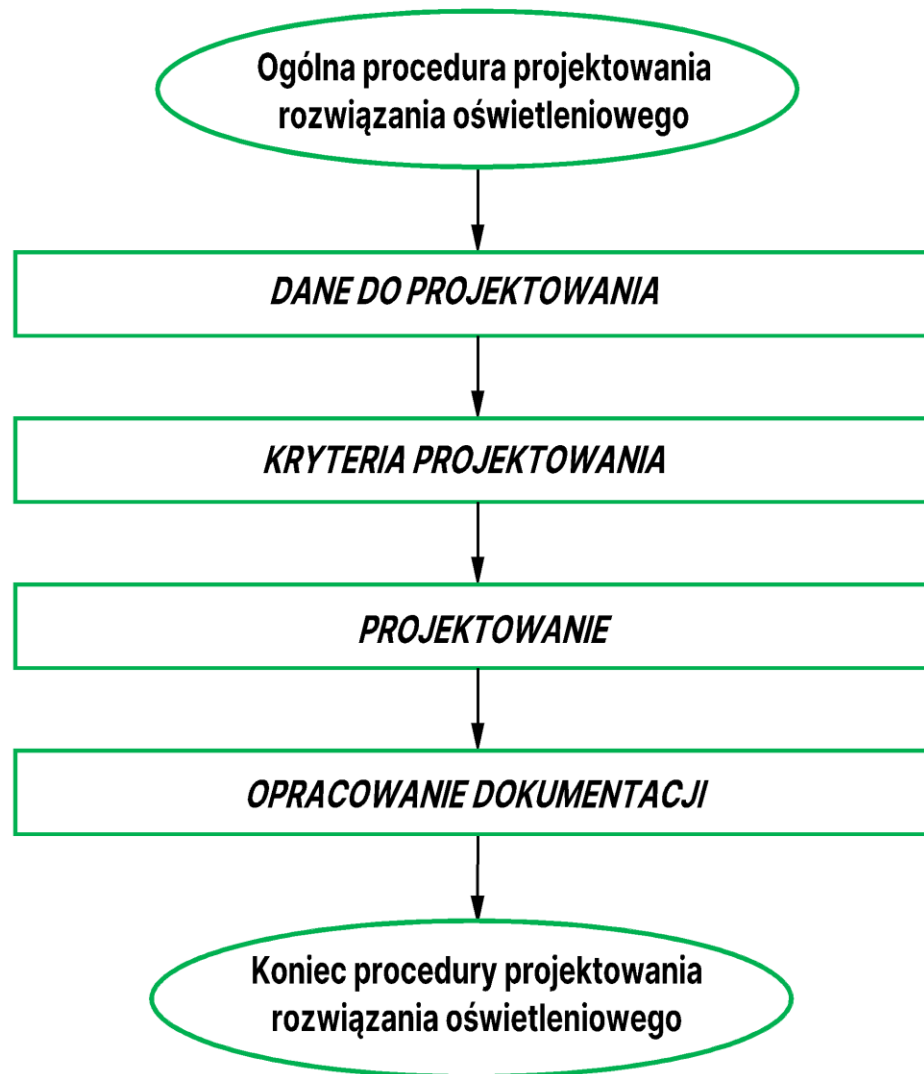 Ogólna procedura projektowania
rozwiązania oświetleniowego
DANE DO PROJEKTOWANIA
KRYTERIA PROJEKTOWANIA
PROJEKTOWANIE
OPRACOWANIE DOKUMENTACJI
Koniec procedury projektowania
rozwiązania oświetleniowego